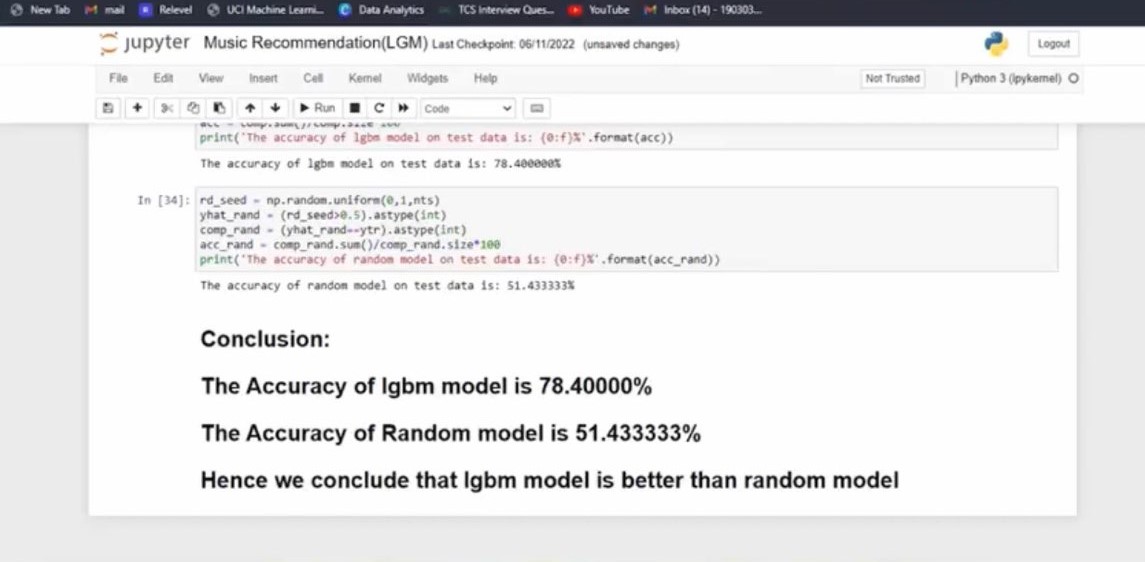 New Tab mail Relevel UCI Machine Learni... Data Analytics TCS Interview Ques... YouTube Inbox (14) - 190303...
jupyter Music Recommendation(LGM) Last Checkpoint: 06/11/2022 (unsaved changes) Logout
File Edit View Insert Cell Kernel Widgets Help Not Trusted Python 3 (ipykernel)
Run Code
acc = comp.sum()/comp.size*100
print('The accuracy of lgbm model on test data is: {0:f}%'.format(acc))
The accuracy of lgbm model on test data is: 78.400000%
In [34]: rd_seed = np.random.uniform(0,1,nts)
yhat_rand = (rd_seed>0.5).astype(int)
comp_rand = (yhat_rand==ytr).astype(int)
acc_rand = comp_rand.sum()/comp_rand.size*100
print('The accuracy of random model on test data is: {0:f}%'.format(acc_rand))
The accuracy of random model on test data is: 51.433333%
Conclusion:
The Accuracy of lgbm model is 78.40000%
The Accuracy of Random model is 51.433333%
Hence we conclude that lgbm model is better than random model